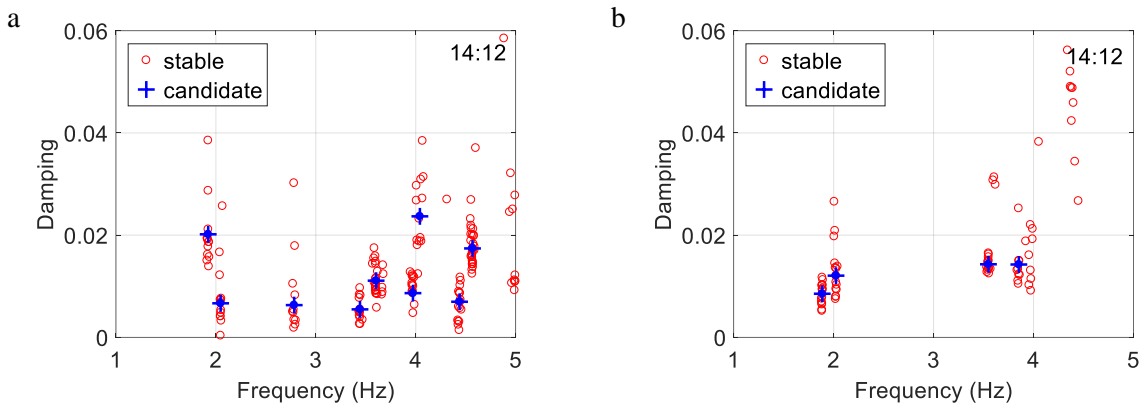 a
b
0.06
0.04
0.02
0
Damping
stable
candidate
14:12
1
2
3
4
5
Frequency (Hz)
0.06
0.04
0.02
0
Damping
stable
candidate
14:12
1
2
3
4
5
Frequency (Hz)